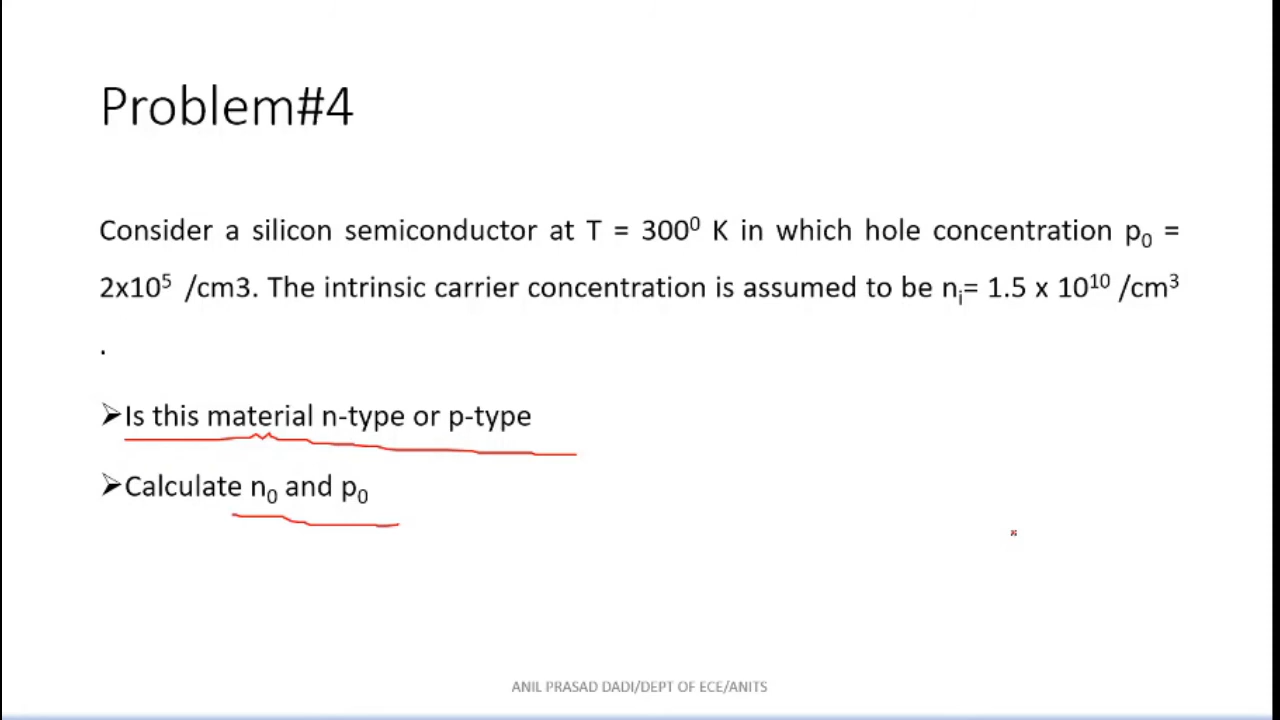 Problem#4
Consider a silicon semiconductor at T = 300⁰ K in which hole concentration p₀ =
2x10⁵ /cm3. The intrinsic carrier concentration is assumed to be nᵢ= 1.5 x 10¹⁰ /cm³
.
➢Is this material n-type or p-type
➢Calculate n₀ and p₀
ANIL PRASAD DADI/DEPT OF ECE/ANITS